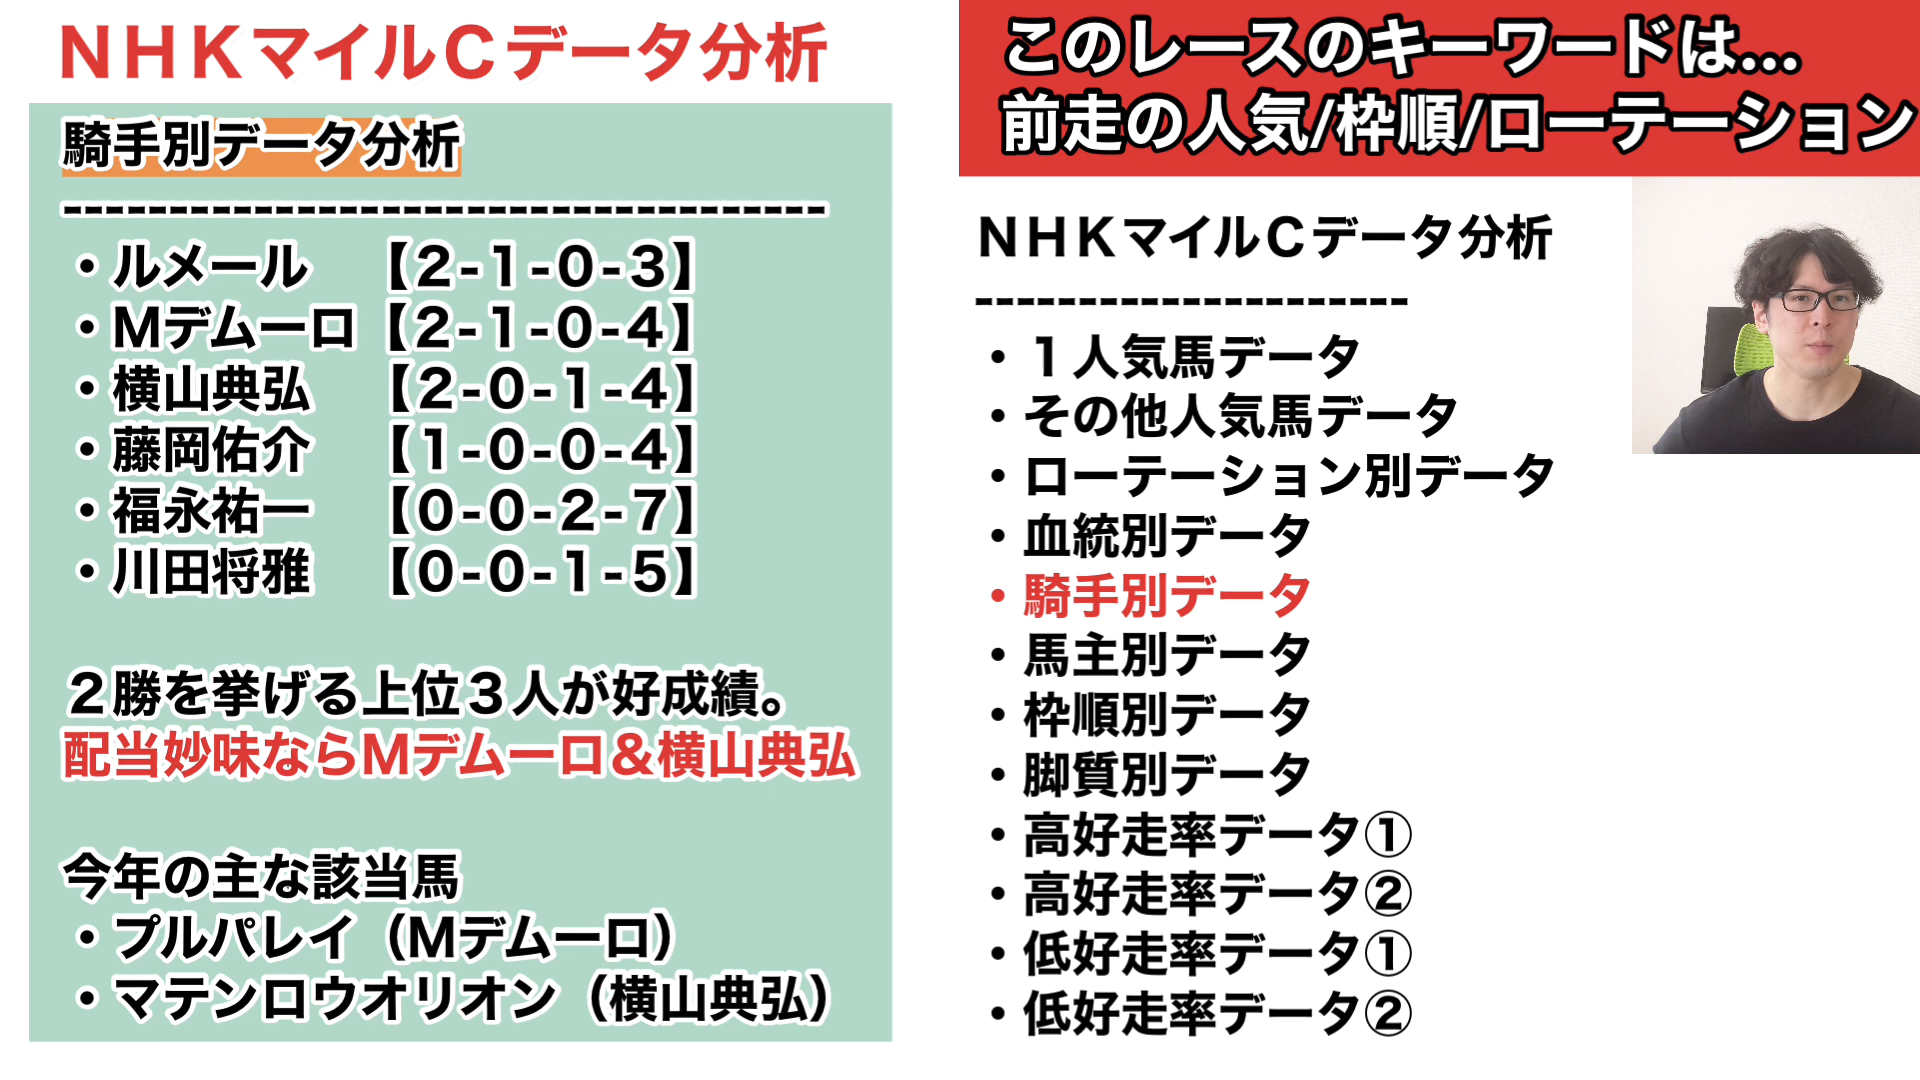 NHKマイルCデータ分析
騎手別データ分析
------------------------------------
・ルメール 【2-1-0-3】
・Mデムーロ【2-1-0-4】
・横山典弘 【2-0-1-4】
・藤岡佑介 【1-0-0-4】
・福永祐一 【0-0-2-7】
・川田将雅 【0-0-1-5】
２勝を挙げる上位３人が好成績。
配当妙味ならMデムーロ＆横山典弘
今年の主な該当馬
・プルパレイ（Mデムーロ）
・マテンロウオリオン（横山典弘）
このレースのキーワードは...
前走の人気/枠順/ローテーション
NHKマイルCデータ分析
---------------------
・１人気馬データ
・その他人気馬データ
・ローテーション別データ
・血統別データ
・騎手別データ
・馬主別データ
・枠順別データ
・脚質別データ
・高好走率データ①
・高好走率データ②
・低好走率データ①
・低好走率データ②